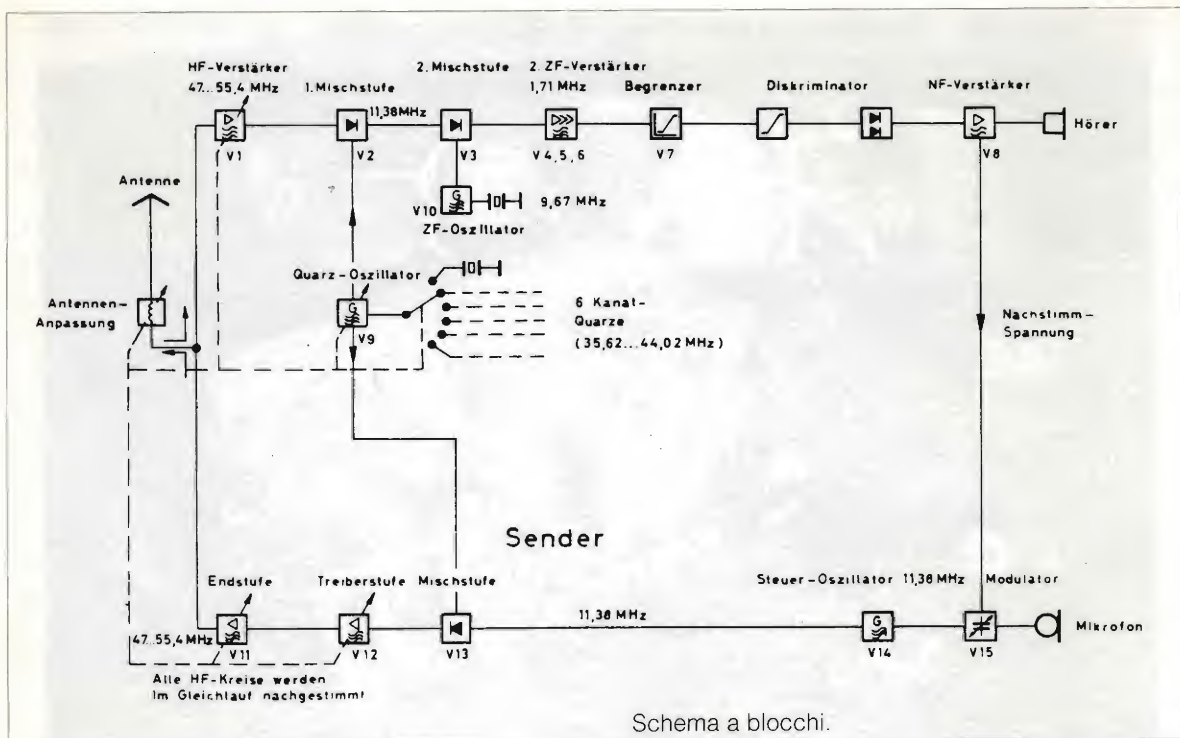 HF-Verstärker
47...55,4 MHz
1.Mischstufe
11,38MHz
2.Mischstufe
2. ZF-Verstärker
1,71 MHz
Begrenzer
Diskriminator
NF-Verstärker
Hörer
V1
V2
V3
V4,5,6
V7
V8
Antenne
G
V10
9,67 MHz
ZF-Oszillator
Quarz-Oszillator
Antennen-
Anpassung
G
V9
6 Kanal-
Quarze
(35,62...44,02 MHz)
Nachstimm-
Spannung
Sender
Endstufe
Treiberstufe
Mischstufe
Steuer-Oszillator 11,38 MHz
Modulator
47...55,4 MHz
11,38 MHz
G
Mikrofon
V11
V12
V13
V14
V15
Alle HF-Kreise werden
im Gleichlauf nachgestimmt
Schema a blocchi.